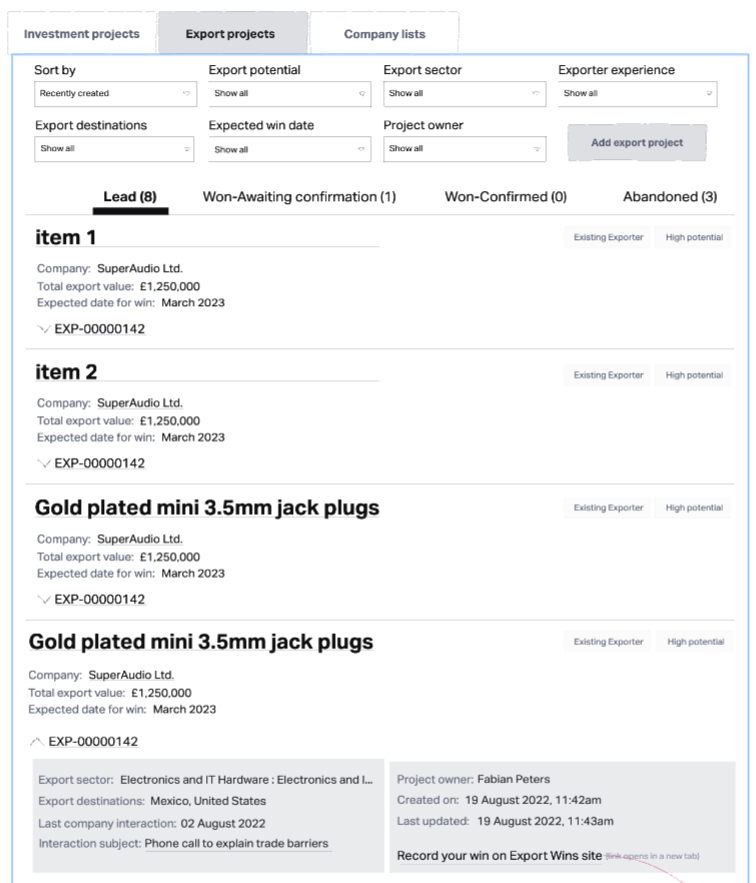 Investment projects Export projects Company lists
Sort by Export potential Export sector Exporter experience
Recently created Show all Show all Show all
Export destinations Expected win date Project owner
Show all Show all Show all Add export project
Lead (8) Won-Awaiting confirmation (1) Won-Confirmed (0) Abandoned (3)
item 1 Existing Exporter High potential
Company: SuperAudio Ltd.
Total export value: £1,250,000
Expected date for win: March 2023
EXP-00000142
item 2 Existing Exporter High potential
Company: SuperAudio Ltd.
Total export value: £1,250,000
Expected date for win: March 2023
EXP-00000142
Gold plated mini 3.5mm jack plugs Existing Exporter High potential
Company: SuperAudio Ltd.
Total export value: £1,250,000
Expected date for win: March 2023
EXP-00000142
Gold plated mini 3.5mm jack plugs Existing Exporter High potential
Company: SuperAudio Ltd.
Total export value: £1,250,000
Expected date for win: March 2023
EXP-00000142
Export sector: Electronics and IT Hardware : Electronics and I...
Export destinations: Mexico, United States
Last company interaction: 02 August 2022
Interaction subject: Phone call to explain trade barriers
Project owner: Fabian Peters
Created on: 19 August 2022, 11:42am
Last updated: 19 August 2022, 11:43am
Record your win on Export Wins site (link opens in a new tab)